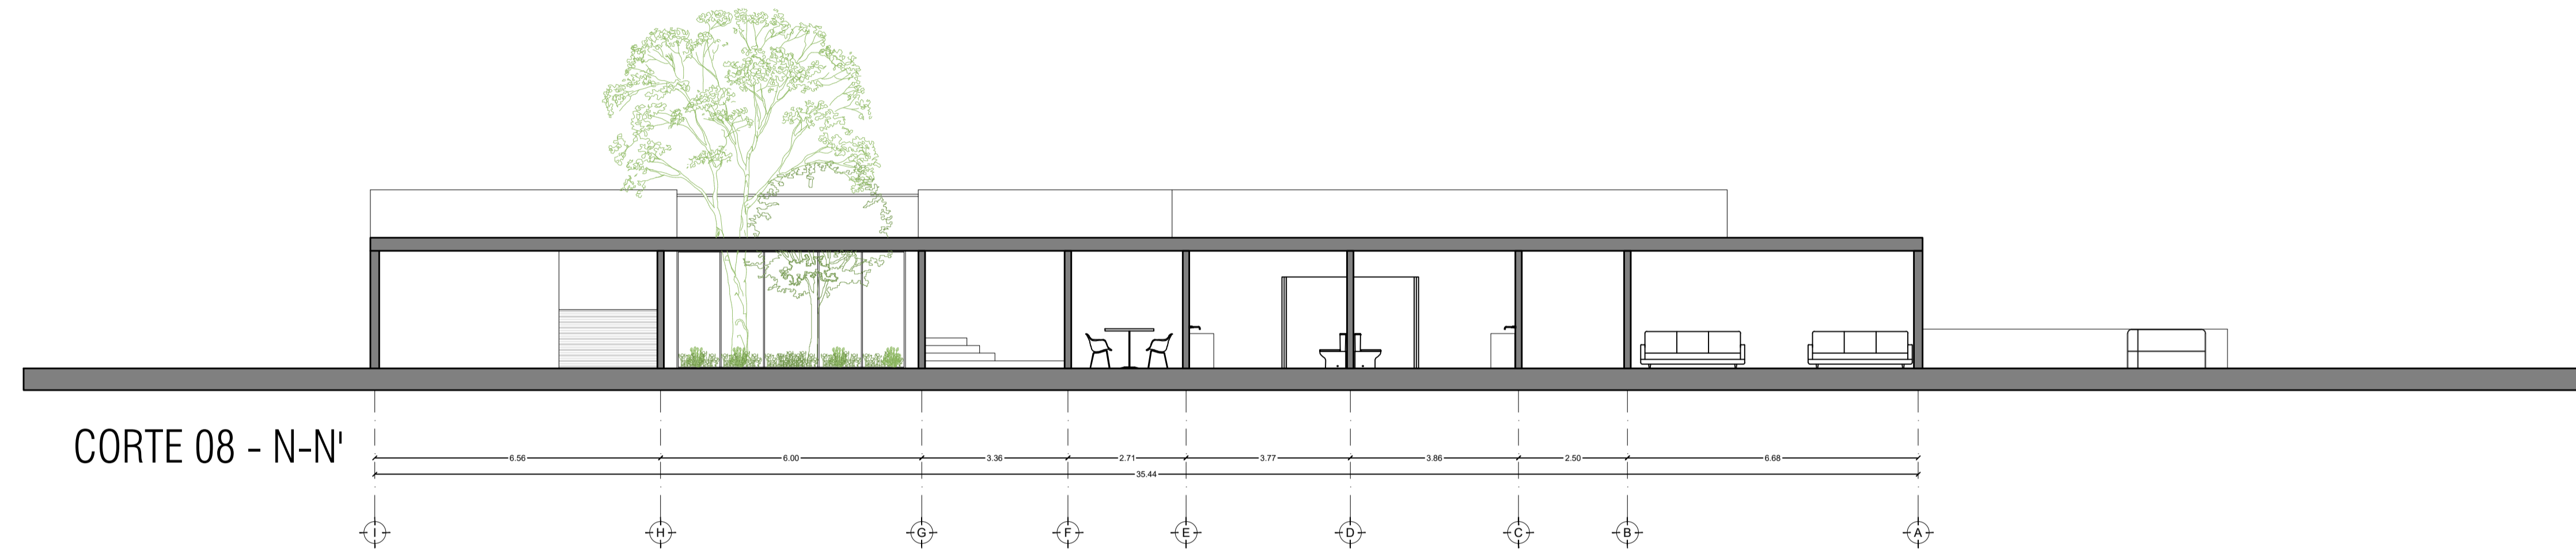 CORTE 08 - N-N'
6.56 6.00 3.36 2.71 3.77 3.86 2.50 6.68
35.44
I H G F E D C B A